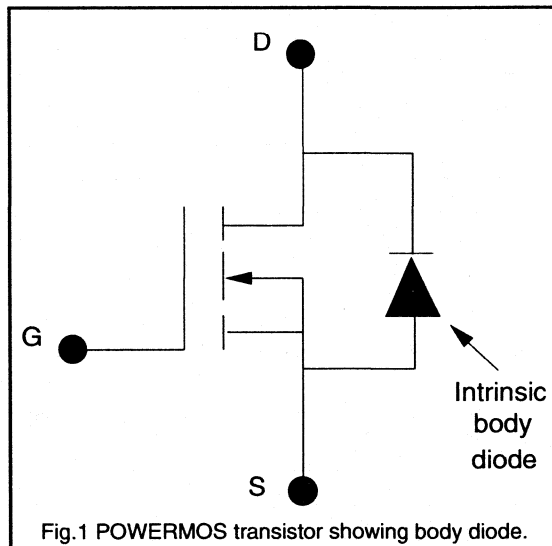 D
G
Intrinsic
body
diode
S
Fig.1 POWERMOS transistor showing body diode.